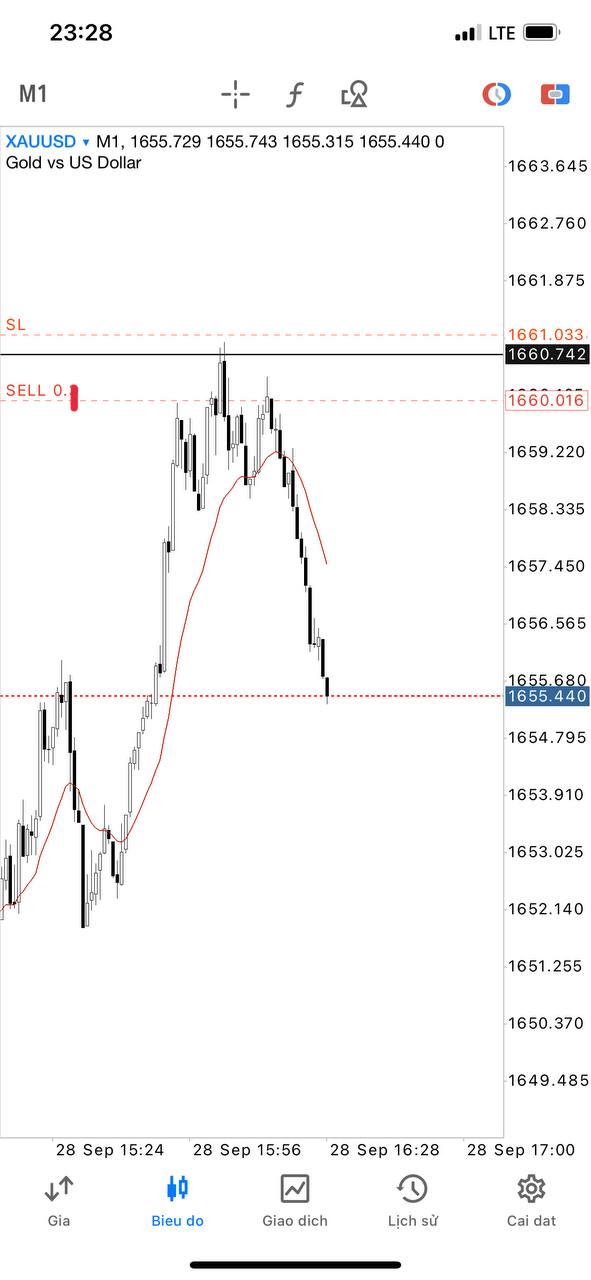 23:28
LTE
M1
XAUUSD ▾ M1, 1655.729 1655.743 1655.315 1655.440 0
Gold vs US Dollar
1663.645
1662.760
1661.875
SL
1661.033
1660.742
SELL 0.
1660.016
1659.220
1658.335
1657.450
1656.565
1655.680
1655.440
1654.795
1653.910
1653.025
1652.140
1651.255
1650.370
1649.485
28 Sep 15:24 28 Sep 15:56 28 Sep 16:28 28 Sep 17:00
Gia Bieu do Giao dich Lịch sử Cai dat